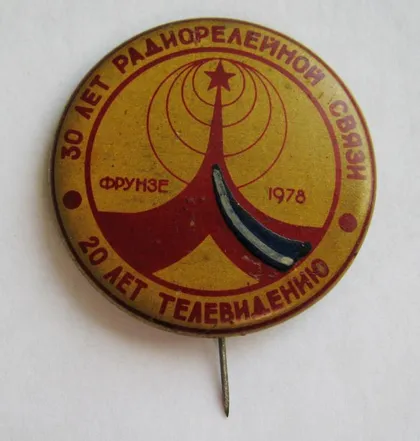 30 ЛЕТ РАДИОРЕЛЕЙНОЙ СВЯЗИ
ФРУНЗЕ 1978
20 ЛЕТ ТЕЛЕВИДЕНИЮ